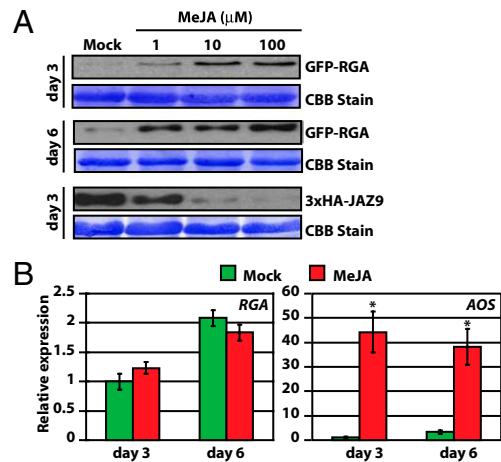 A
MeJA (µM)
Mock 1 10 100
day 3
GFP-RGA
CBB Stain
day 6
GFP-RGA
CBB Stain
day 3
3xHA-JAZ9
CBB Stain
B
Mock MeJA
Relative expression
2.5
2
1.5
1
0.5
0
RGA
day 3 day 6
60
50
40
30
20
10
0
AOS
* *
day 3 day 6